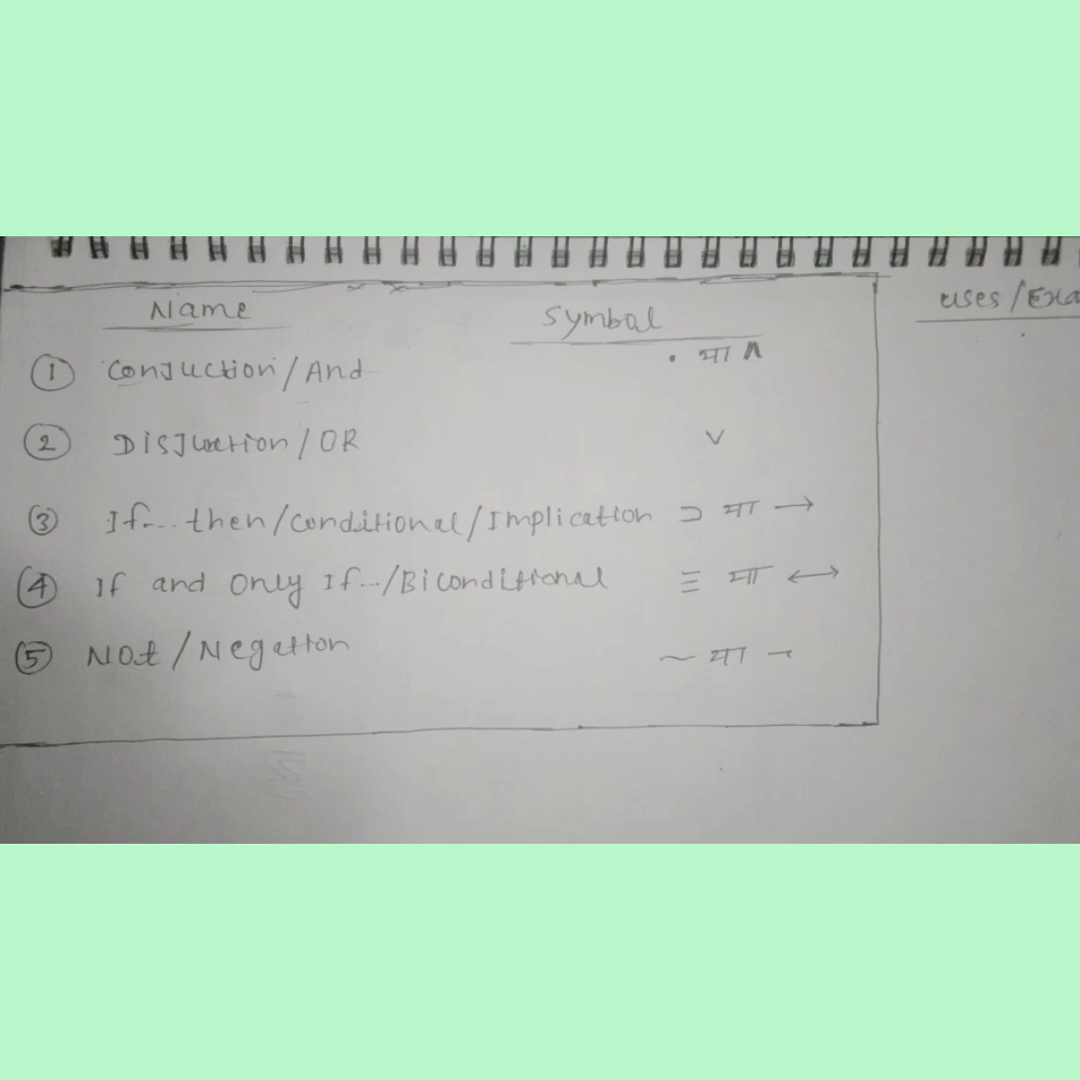 Name Symbol uses/Exa
① Conjuction/And • या ∧
② Disjunction/OR ∨
③ If...then/Conditional/Implication ⊃ या →
④ If and Only If.../Biconditional ≡ या ↔
⑤ Not/Negation ~ या ¬